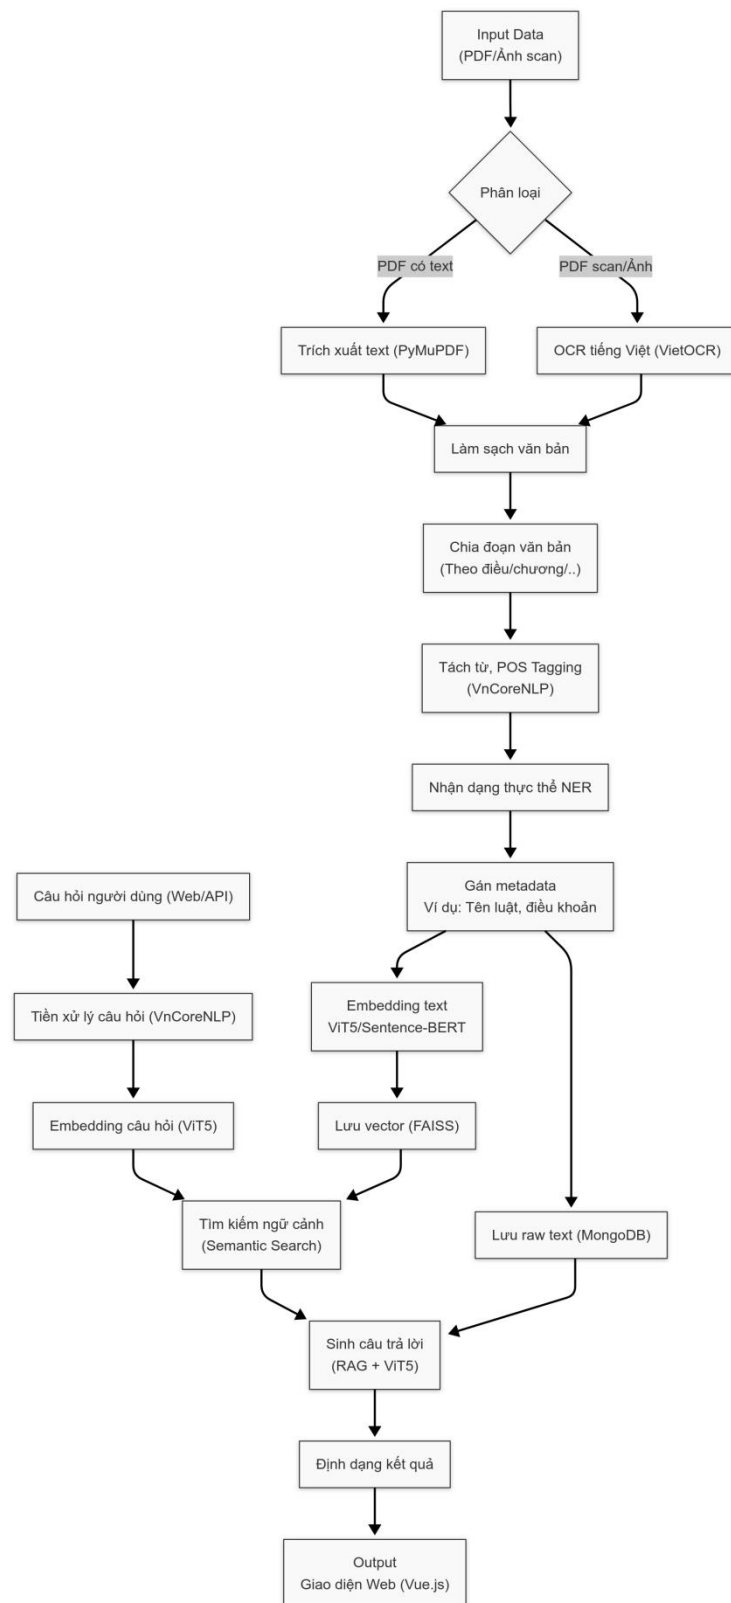 Input Data
(PDF/Ảnh scan)
Phân loại
PDF có text
PDF scan/Ảnh
Trích xuất text (PyMuPDF)
OCR tiếng Việt (VietOCR)
Làm sạch văn bản
Chia đoạn văn bản
(Theo điều/chương/..)
Tách từ, POS Tagging
(VnCoreNLP)
Nhận dạng thực thể NER
Câu hỏi người dùng (Web/API)
Gán metadata
Ví dụ: Tên luật, điều khoản
Tiền xử lý câu hỏi (VnCoreNLP)
Embedding text
ViT5/Sentence-BERT
Embedding câu hỏi (ViT5)
Lưu vector (FAISS)
Tìm kiếm ngữ cảnh
(Semantic Search)
Lưu raw text (MongoDB)
Sinh câu trả lời
(RAG + ViT5)
Định dạng kết quả
Output
Giao diện Web (Vue.js)